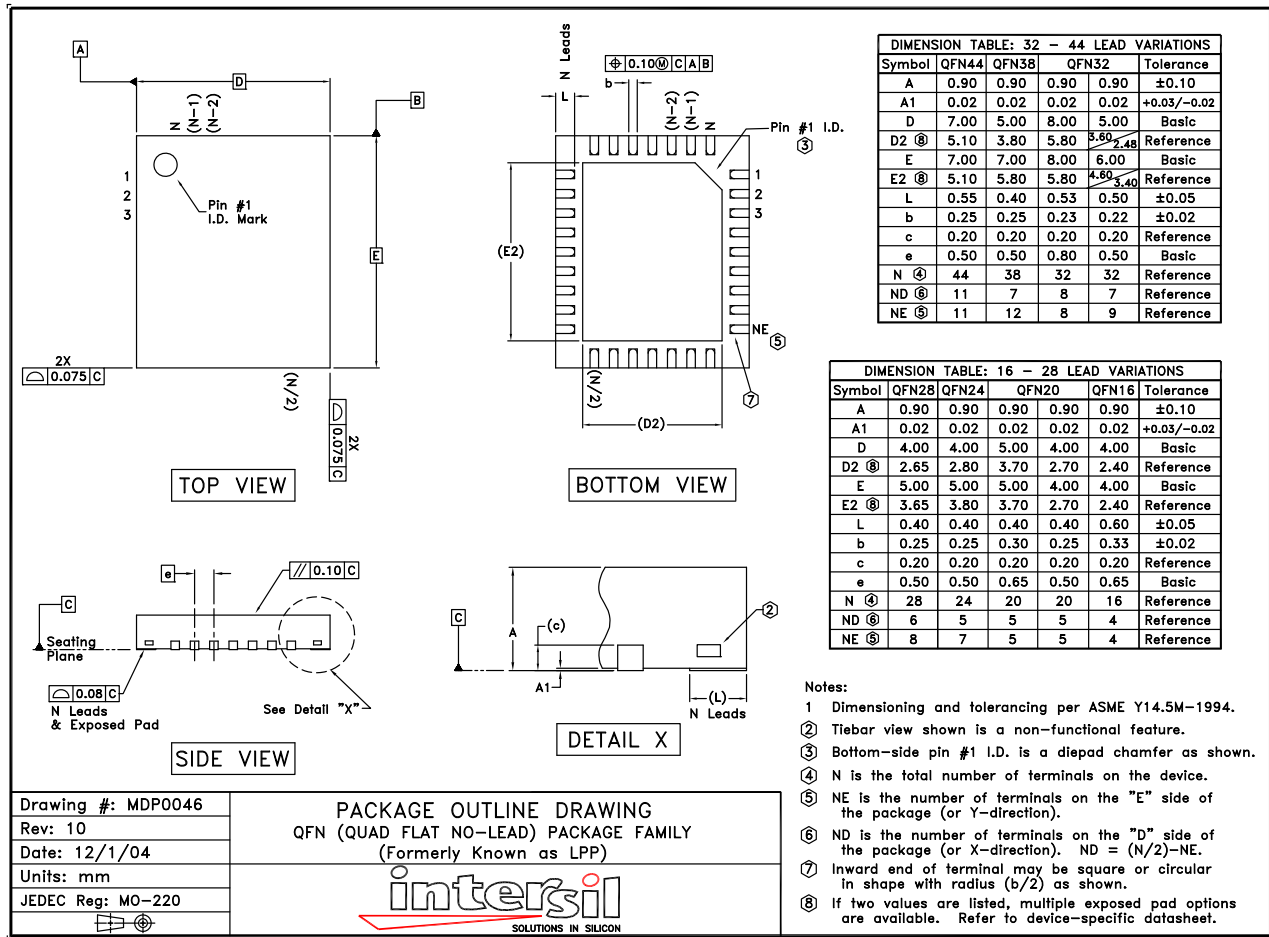 A
D
N
(N-1)
(N-2)
B
1
2
3
Pin #1
I.D. Mark
E
2X
0.075 C
(N/2)
2X
0.075 C
TOP VIEW
N Leads
L
⌖ 0.10Ⓜ C A B
b
(N-2)
(N-1)
N
Pin #1 I.D.
3
1
2
3
(E2)
NE 5
(N/2)
7
(D2)
BOTTOM VIEW
e
// 0.10 C
C
Seating
Plane
0.08 C
N Leads
& Exposed Pad
See Detail "X"
SIDE VIEW
C
A
(c)
2
A1
(L)
N Leads
DETAIL X
DIMENSION TABLE: 32 - 44 LEAD VARIATIONS
Symbol QFN44 QFN38 QFN32 Tolerance
A 0.90 0.90 0.90 0.90 ±0.10
A1 0.02 0.02 0.02 0.02 +0.03/-0.02
D 7.00 5.00 8.00 5.00 Basic
D2 8 5.10 3.80 5.80 3.60/2.48 Reference
E 7.00 7.00 8.00 6.00 Basic
E2 8 5.10 5.80 5.80 4.60/3.40 Reference
L 0.55 0.40 0.53 0.50 ±0.05
b 0.25 0.25 0.23 0.22 ±0.02
c 0.20 0.20 0.20 0.20 Reference
e 0.50 0.50 0.80 0.50 Basic
N 4 44 38 32 32 Reference
ND 6 11 7 8 7 Reference
NE 5 11 12 8 9 Reference
DIMENSION TABLE: 16 - 28 LEAD VARIATIONS
Symbol QFN28 QFN24 QFN20 QFN16 Tolerance
A 0.90 0.90 0.90 0.90 0.90 ±0.10
A1 0.02 0.02 0.02 0.02 0.02 +0.03/-0.02
D 4.00 4.00 5.00 4.00 4.00 Basic
D2 8 2.65 2.80 3.70 2.70 2.40 Reference
E 5.00 5.00 5.00 4.00 4.00 Basic
E2 8 3.65 3.80 3.70 2.70 2.40 Reference
L 0.40 0.40 0.40 0.40 0.60 ±0.05
b 0.25 0.25 0.30 0.25 0.33 ±0.02
c 0.20 0.20 0.20 0.20 0.20 Reference
e 0.50 0.50 0.65 0.50 0.65 Basic
N 4 28 24 20 20 16 Reference
ND 6 6 5 5 5 4 Reference
NE 5 8 7 5 5 4 Reference
Notes:
1 Dimensioning and tolerancing per ASME Y14.5M-1994.
2 Tiebar view shown is a non-functional feature.
3 Bottom-side pin #1 I.D. is a diepad chamfer as shown.
4 N is the total number of terminals on the device.
5 NE is the number of terminals on the "E" side of
the package (or Y-direction).
6 ND is the number of terminals on the "D" side of
the package (or X-direction). ND = (N/2)-NE.
7 Inward end of terminal may be square or circular
in shape with radius (b/2) as shown.
8 If two values are listed, multiple exposed pad options
are available. Refer to device-specific datasheet.
Drawing #: MDP0046
Rev: 10
Date: 12/1/04
Units: mm
JEDEC Reg: MO-220
PACKAGE OUTLINE DRAWING
QFN (QUAD FLAT NO-LEAD) PACKAGE FAMILY
(Formerly Known as LPP)
intersil
SOLUTIONS IN SILICON